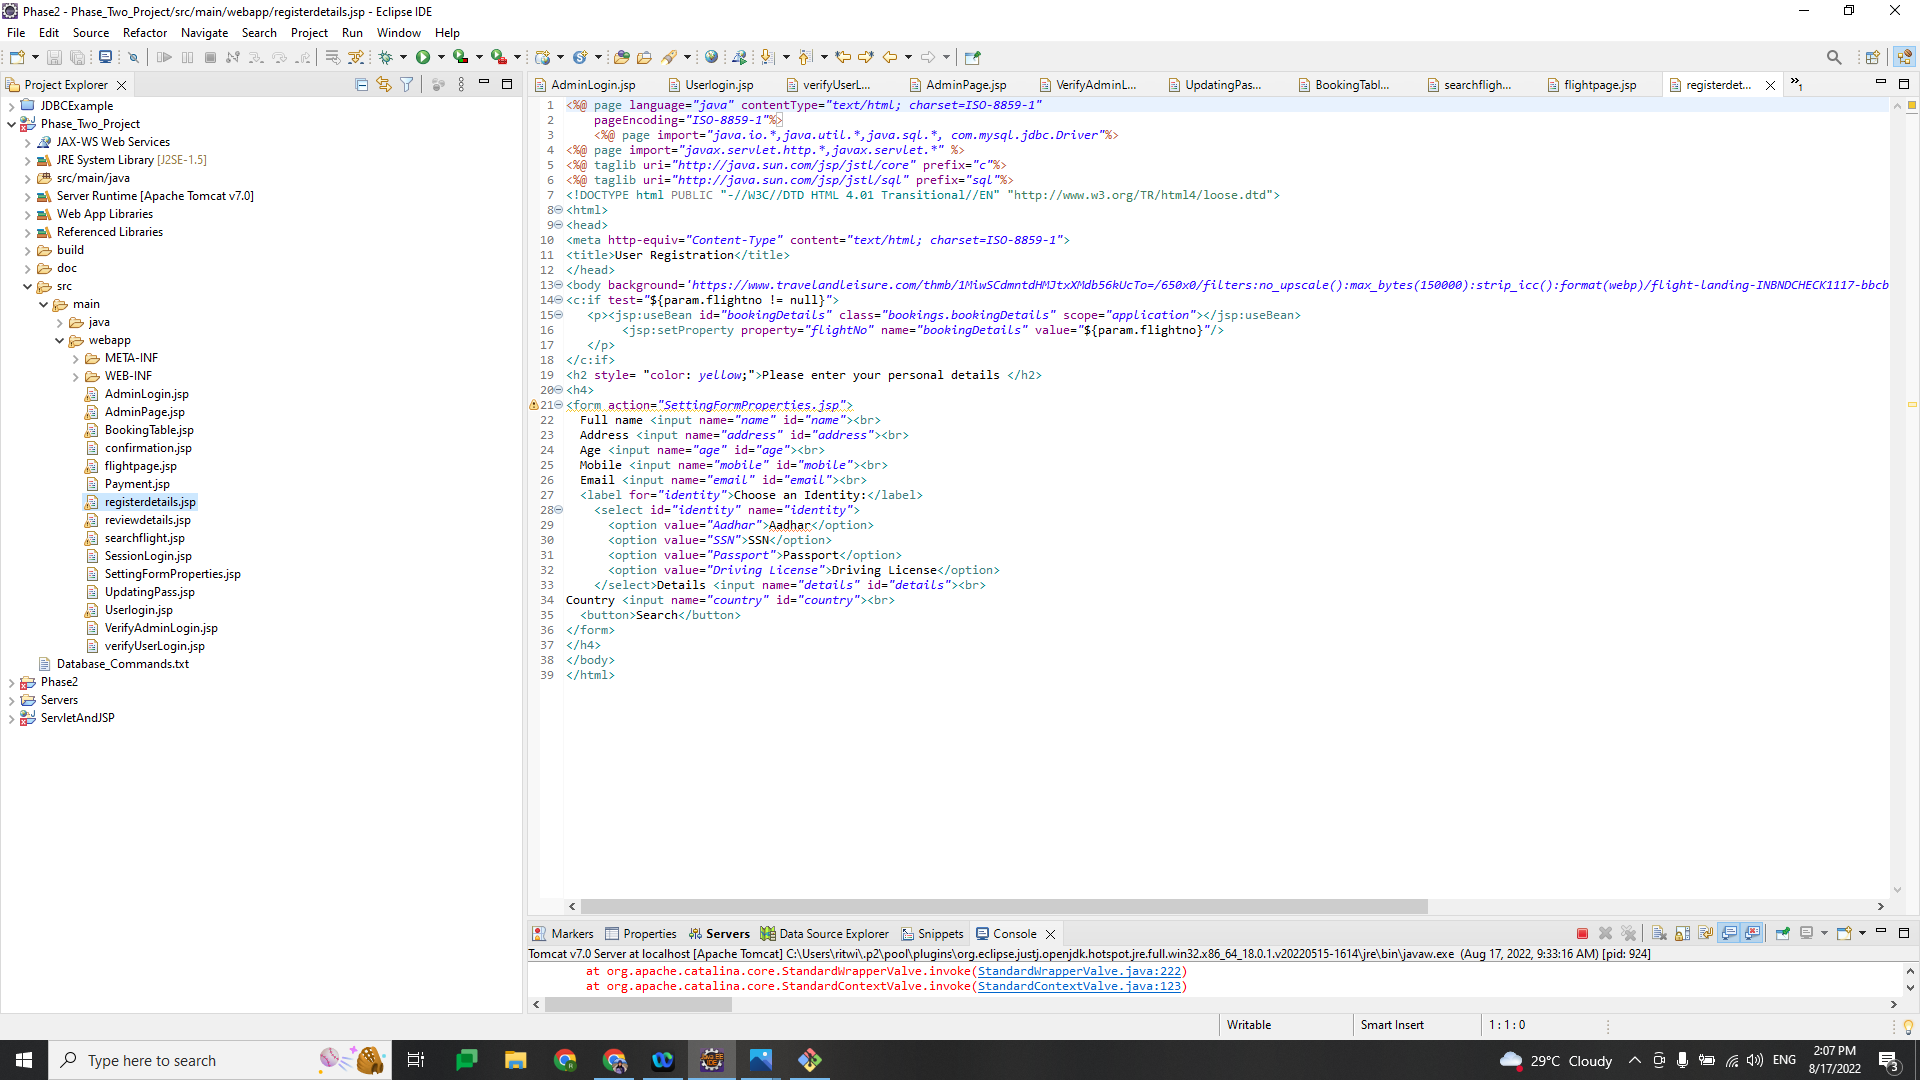 Phase2 - Phase_Two_Project/src/main/webapp/registerdetails.jsp - Eclipse IDE
File Edit Source Refactor Navigate Search Project Run Window Help
Project Explorer
JDBCExample
Phase_Two_Project
JAX-WS Web Services
JRE System Library [J2SE-1.5]
src/main/java
Server Runtime [Apache Tomcat v7.0]
Web App Libraries
Referenced Libraries
build
doc
src
main
java
webapp
META-INF
WEB-INF
AdminLogin.jsp
AdminPage.jsp
BookingTable.jsp
confirmation.jsp
flightpage.jsp
Payment.jsp
registerdetails.jsp
reviewdetails.jsp
searchflight.jsp
SessionLogin.jsp
SettingFormProperties.jsp
UpdatingPass.jsp
Userlogin.jsp
VerifyAdminLogin.jsp
verifyUserLogin.jsp
Database_Commands.txt
Phase2
Servers
ServletAndJSP
AdminLogin.jsp Userlogin.jsp verifyUserL... AdminPage.jsp VerifyAdminL... UpdatingPas... BookingTabl... searchfligh... flightpage.jsp registerdet... 1
1 <%@ page language="java" contentType="text/html; charset=ISO-8859-1"
2 pageEncoding="ISO-8859-1"%>
3 <%@ page import="java.io.*,java.util.*,java.sql.*, com.mysql.jdbc.Driver"%>
4 <%@ page import="javax.servlet.http.*,javax.servlet.*" %>
5 <%@ taglib uri="http://java.sun.com/jsp/jstl/core" prefix="c"%>
6 <%@ taglib uri="http://java.sun.com/jsp/jstl/sql" prefix="sql"%>
7 <!DOCTYPE html PUBLIC "-//W3C//DTD HTML 4.01 Transitional//EN" "http://www.w3.org/TR/html4/loose.dtd">
8 <html>
9 <head>
10 <meta http-equiv="Content-Type" content="text/html; charset=ISO-8859-1">
11 <title>User Registration</title>
12 </head>
13 <body background='https://www.travelandleisure.com/thmb/1MiwSCdmntdHMJtxXMdb56kUcTo=/650x0/filters:no_upscale():max_bytes(150000):strip_icc():format(webp)/flight-landing-INBNDCHECK1117-bbcb
14 <c:if test="${param.flightno != null}">
15 <p><jsp:useBean id="bookingDetails" class="bookings.bookingDetails" scope="application"></jsp:useBean>
16 <jsp:setProperty property="flightNo" name="bookingDetails" value="${param.flightno}"/>
17 </p>
18 </c:if>
19 <h2 style= "color: yellow;">Please enter your personal details </h2>
20 <h4>
21 <form action="SettingFormProperties.jsp">
22 Full name <input name="name" id="name"><br>
23 Address <input name="address" id="address"><br>
24 Age <input name="age" id="age"><br>
25 Mobile <input name="mobile" id="mobile"><br>
26 Email <input name="email" id="email"><br>
27 <label for="identity">Choose an Identity:</label>
28 <select id="identity" name="identity">
29 <option value="Aadhar">Aadhar</option>
30 <option value="SSN">SSN</option>
31 <option value="Passport">Passport</option>
32 <option value="Driving License">Driving License</option>
33 </select>Details <input name="details" id="details"><br>
34 Country <input name="country" id="country"><br>
35 <button>Search</button>
36 </form>
37 </h4>
38 </body>
39 </html>
Markers Properties Servers Data Source Explorer Snippets Console
Tomcat v7.0 Server at localhost [Apache Tomcat] C:\Users\ritwi\.p2\pool\plugins\org.eclipse.justj.openjdk.hotspot.jre.full.win32.x86_64_18.0.1.v20220515-1614\jre\bin\javaw.exe (Aug 17, 2022, 9:33:16 AM) [pid: 924]
at org.apache.catalina.core.StandardWrapperValve.invoke(StandardWrapperValve.java:222)
at org.apache.catalina.core.StandardContextValve.invoke(StandardContextValve.java:123)
Writable Smart Insert 1 : 1 : 0
Type here to search
29°C Cloudy ENG 2:07 PM
8/17/2022 3